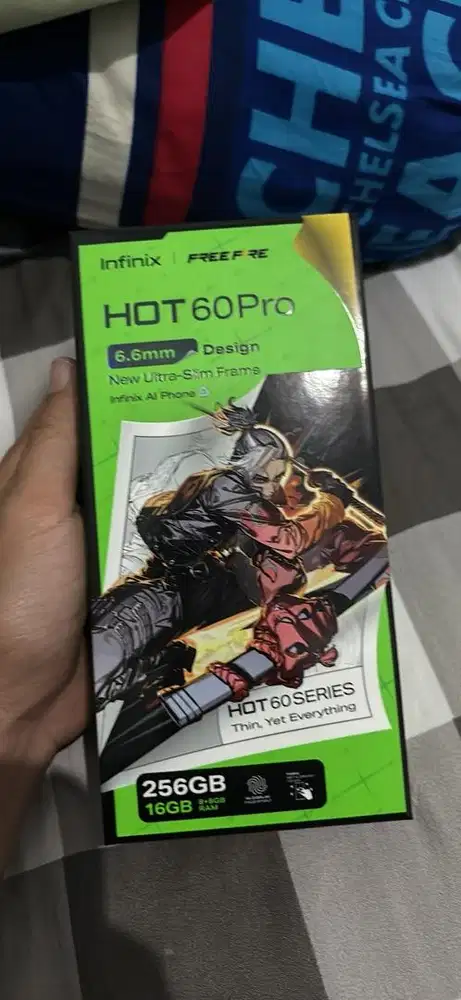 CHE
CHELSEA C
EA
Infinix | FREE FIRE
HOT 60 Pro
6.6mm Design
New Ultra-Slim Frame
Infinix AI Phone
HOT 60 SERIES
Thin, Yet Everything
256GB
16GB 8+8GB RAM